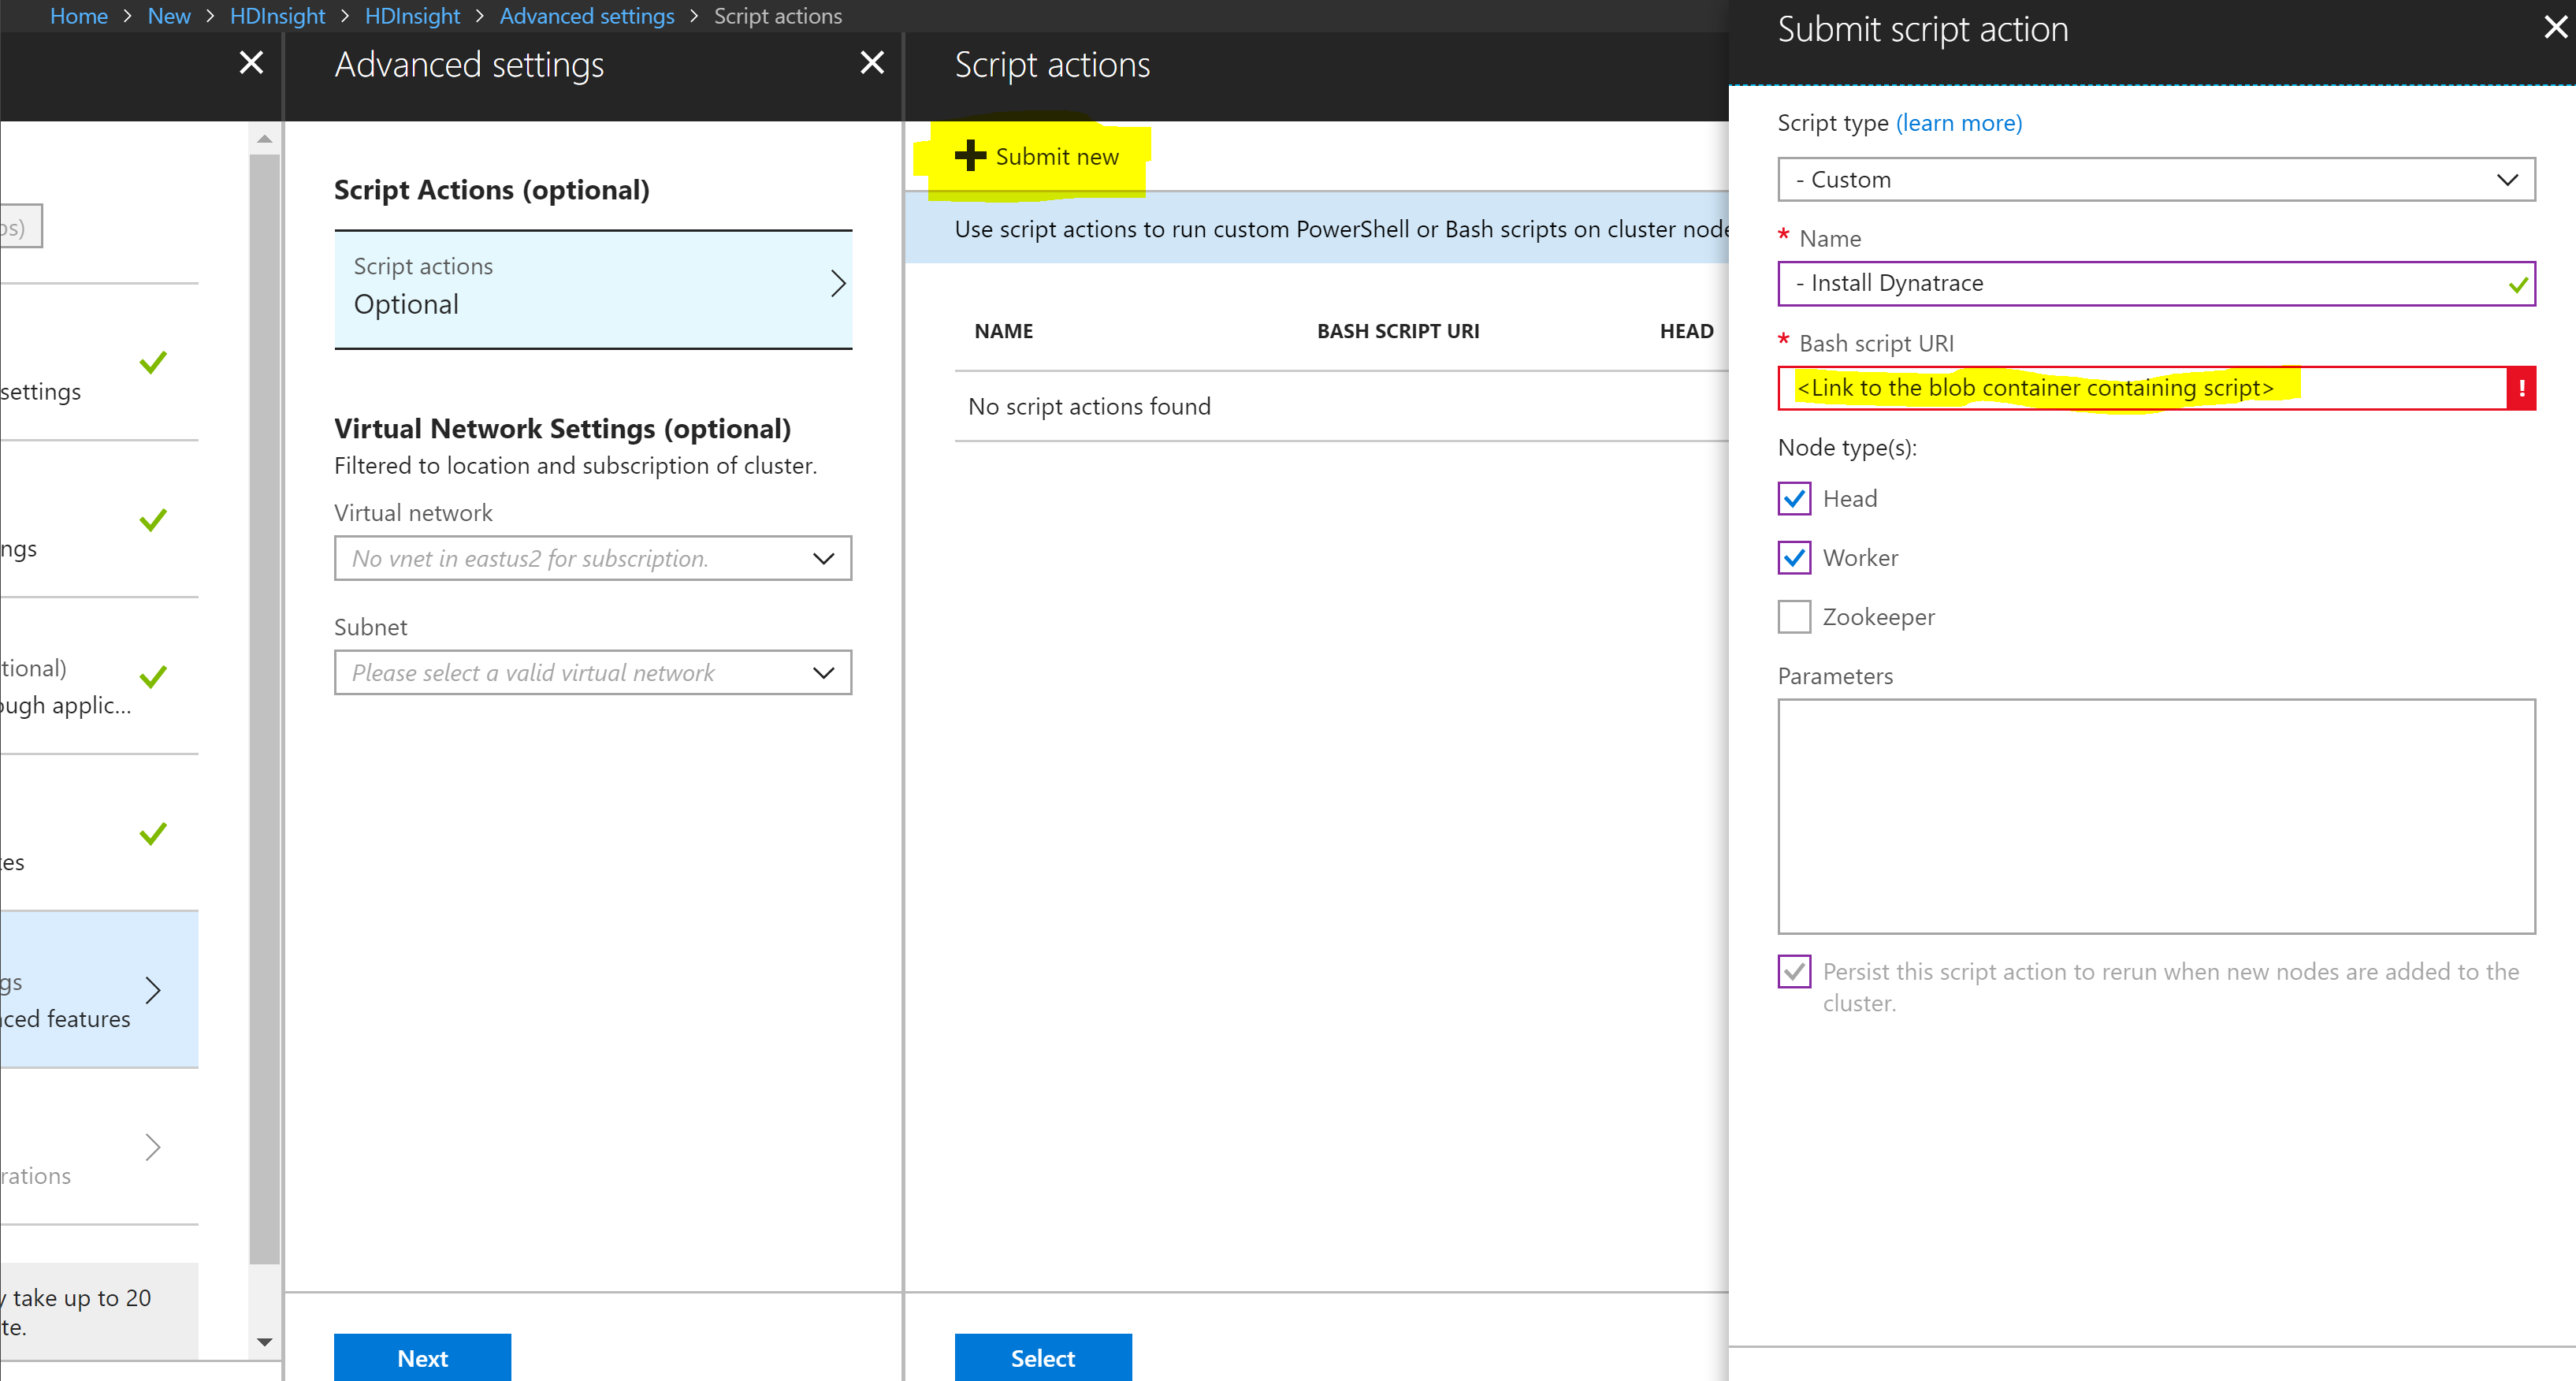 Home > New > HDInsight > HDInsight > Advanced settings > Script actions
os)
settings
ngs
tional)
ough applic...
tes
gs
ced features
rations
y take up to 20
te.
Advanced settings
Script Actions (optional)
Script actions
Optional
Virtual Network Settings (optional)
Filtered to location and subscription of cluster.
Virtual network
No vnet in eastus2 for subscription.
Subnet
Please select a valid virtual network
Next
Script actions
Submit new
Use script actions to run custom PowerShell or Bash scripts on cluster node
NAME BASH SCRIPT URI HEAD
No script actions found
Select
Submit script action
Script type (learn more)
- Custom
* Name
- Install Dynatrace
* Bash script URI
<Link to the blob container containing script>
!
Node type(s):
Head
Worker
Zookeeper
Parameters
Persist this script action to rerun when new nodes are added to the
cluster.